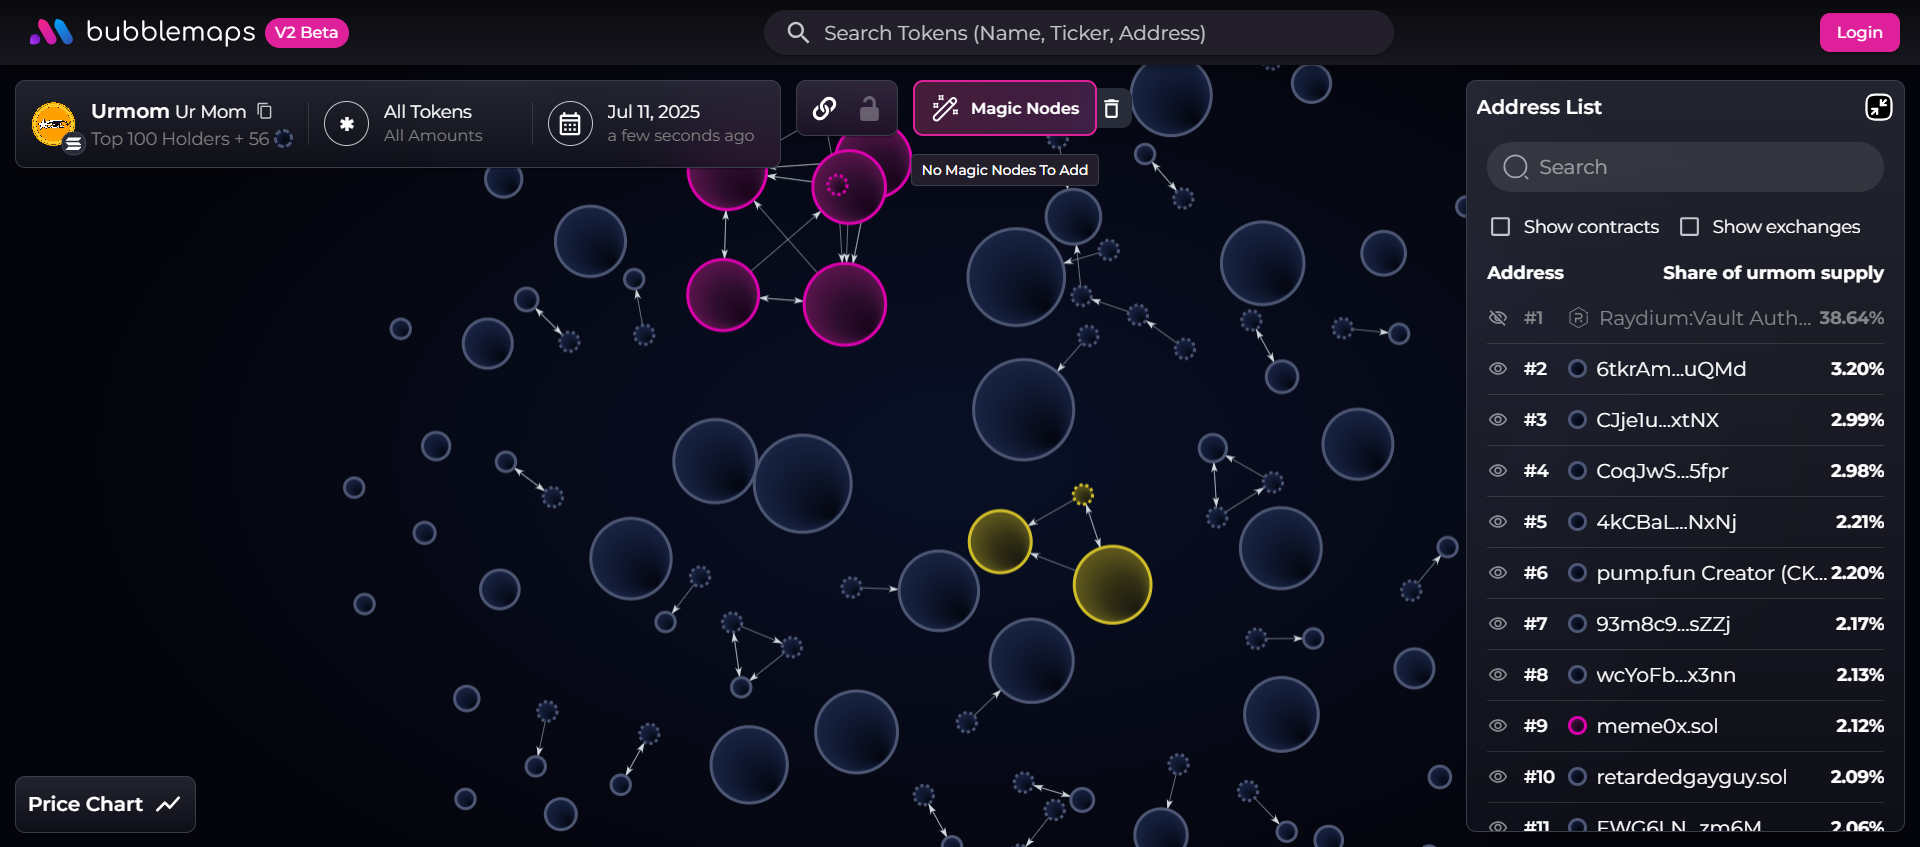 bubblemaps V2 Beta
Search Tokens (Name, Ticker, Address)
Login
Urmom Ur Mom
Top 100 Holders + 56
All Tokens
All Amounts
Jul 11, 2025
a few seconds ago
Magic Nodes
No Magic Nodes To Add
Address List
Search
Show contracts
Show exchanges
Address Share of urmom supply
#1 Raydium:Vault Auth... 38.64%
#2 6tkrAm...uQMd 3.20%
#3 CJje1u...xtNX 2.99%
#4 CoqJwS...5fpr 2.98%
#5 4kCBaL...NxNj 2.21%
#6 pump.fun Creator (CK... 2.20%
#7 93m8c9...sZZj 2.17%
#8 wcYoFb...x3nn 2.13%
#9 meme0x.sol 2.12%
#10 retardedgayguy.sol 2.09%
#11 2.06%
Price Chart